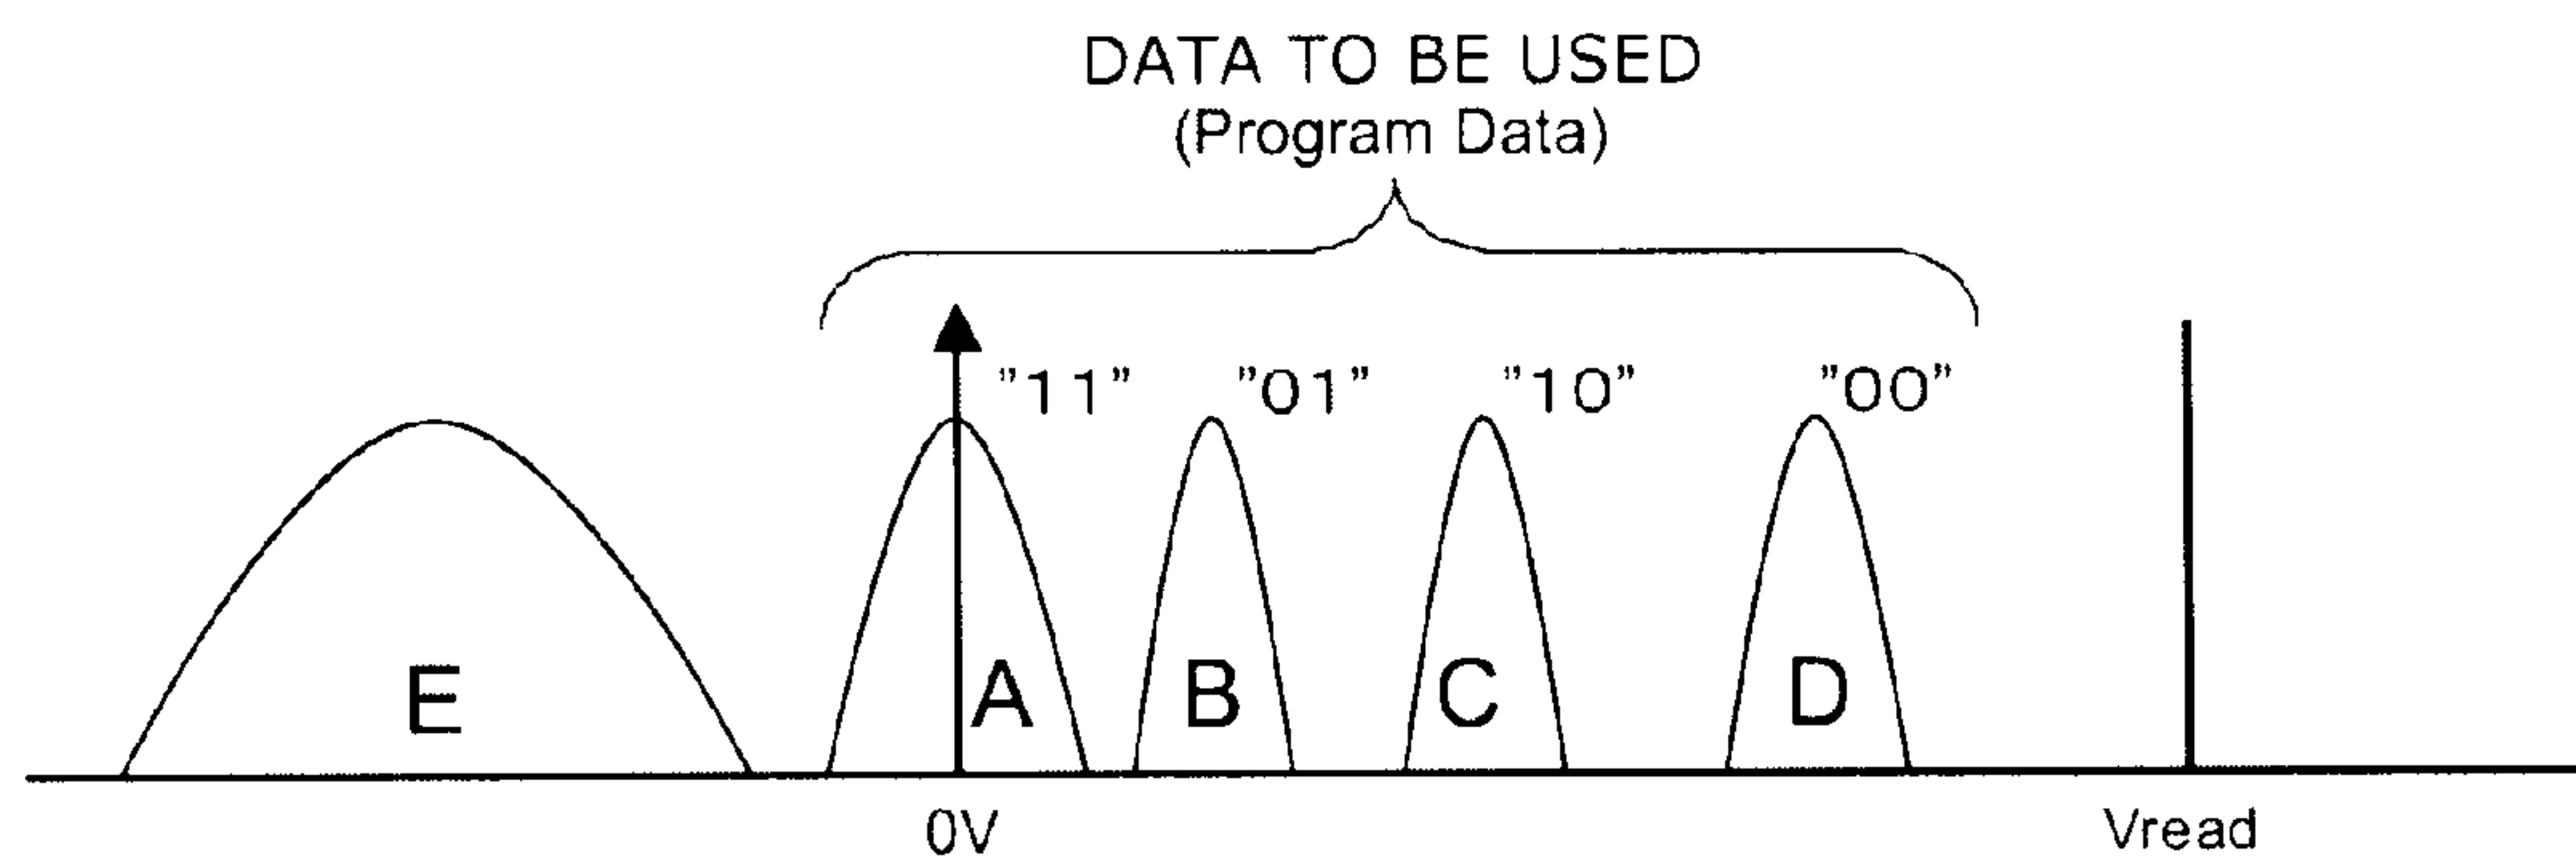 DATA TO BE USED
(Program Data)
"11" "01" "10" "00"
E A B C D
0V Vread